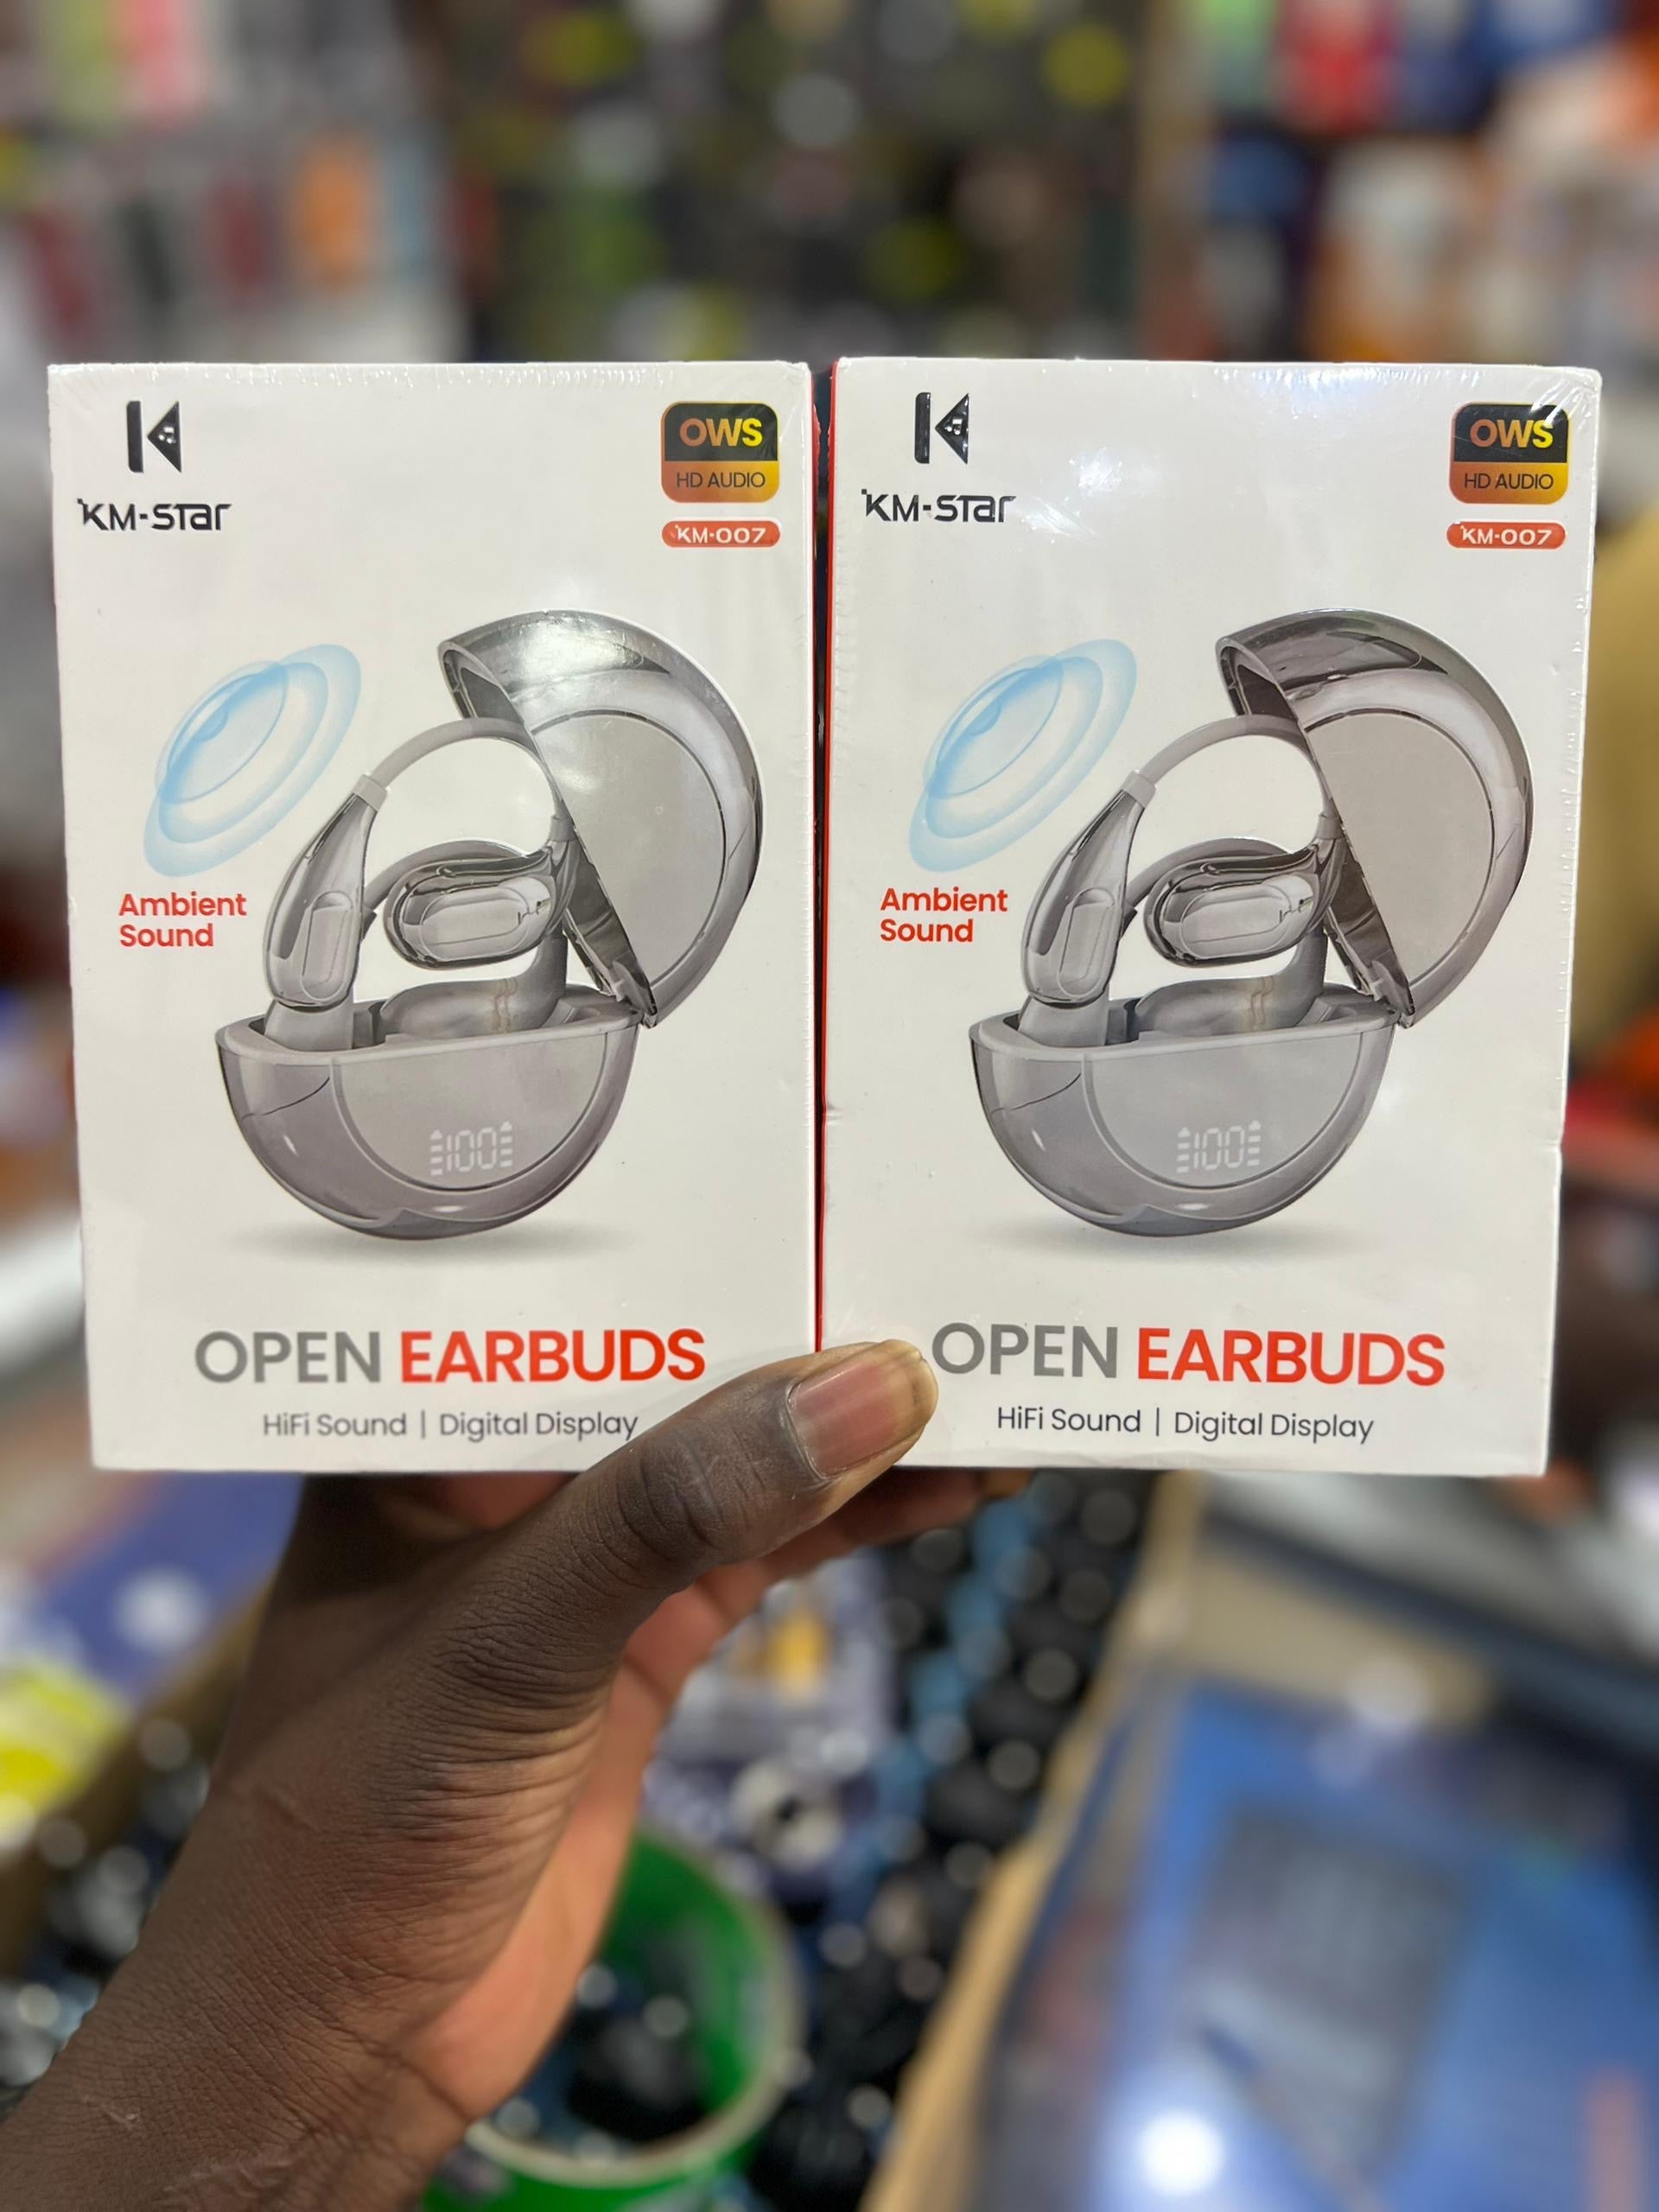 KM-Star
OWS
HD AUDIO
KM-007
Ambient
Sound
100
OPEN EARBUDS
HiFi Sound | Digital Display
KM-Star
OWS
HD AUDIO
KM-007
Ambient
Sound
100
OPEN EARBUDS
HiFi Sound | Digital Display